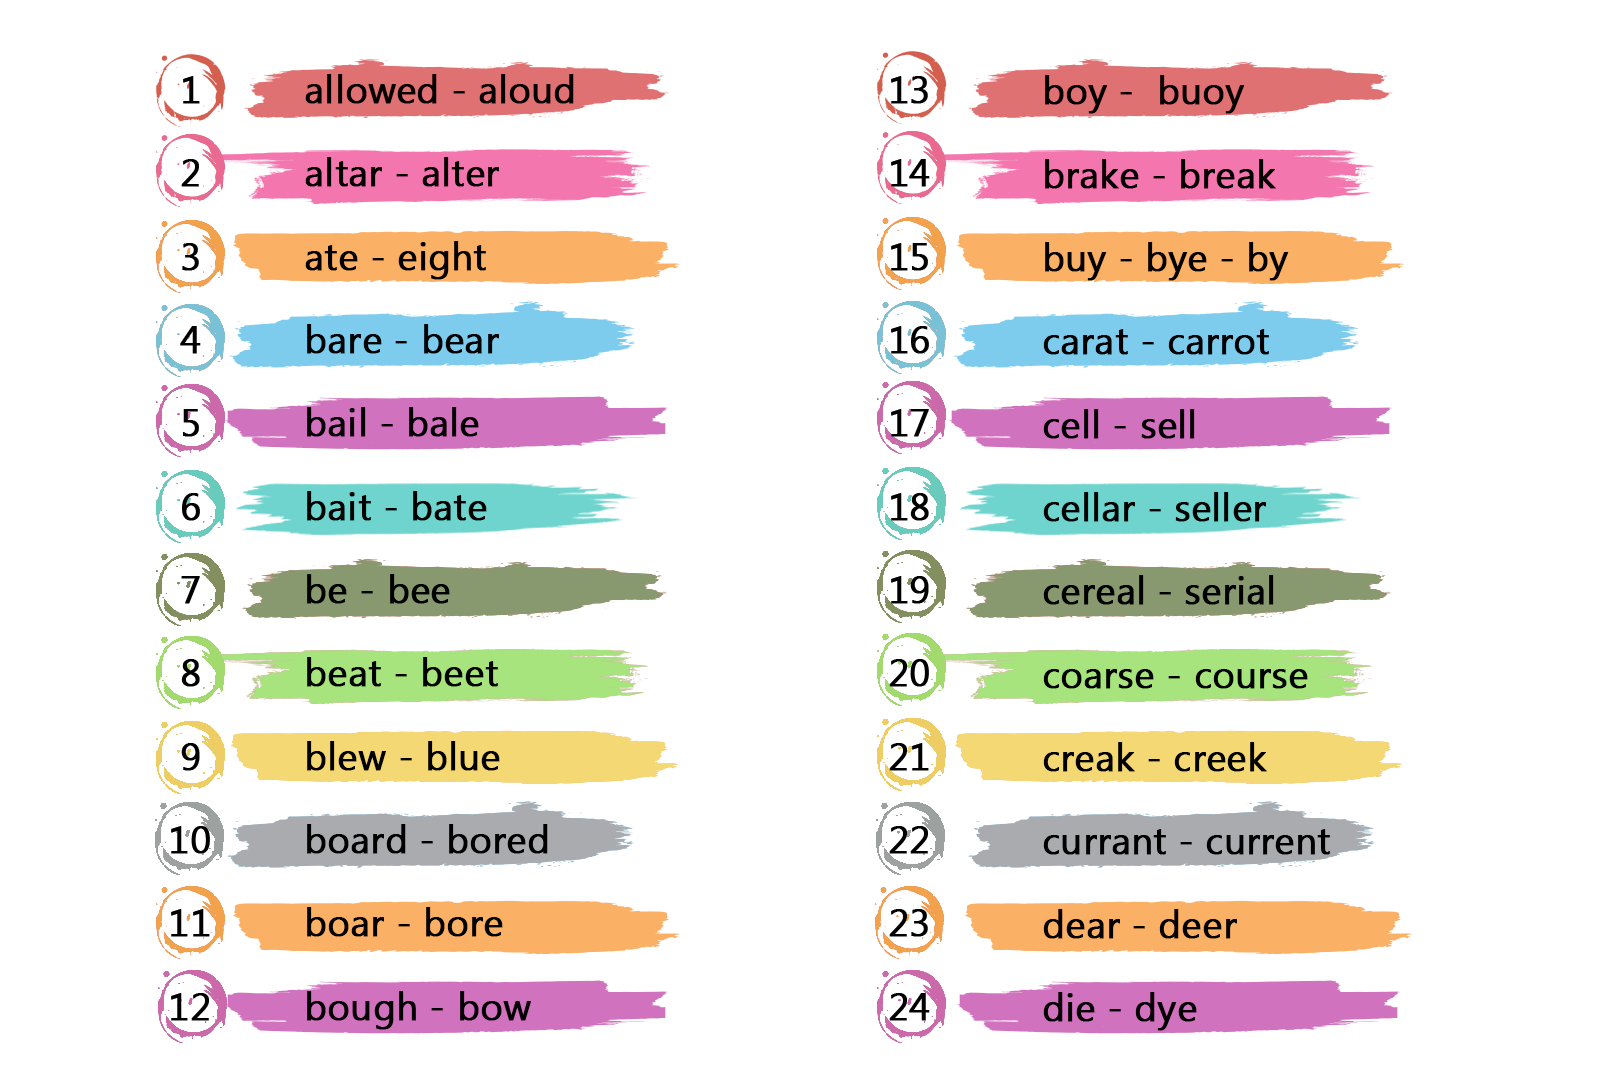 1 allowed - aloud
2 altar - alter
3 ate - eight
4 bare - bear
5 bail - bale
6 bait - bate
7 be - bee
8 beat - beet
9 blew - blue
10 board - bored
11 boar - bore
12 bough - bow
13 boy - buoy
14 brake - break
15 buy - bye - by
16 carat - carrot
17 cell - sell
18 cellar - seller
19 cereal - serial
20 coarse - course
21 creak - creek
22 currant - current
23 dear - deer
24 die - dye